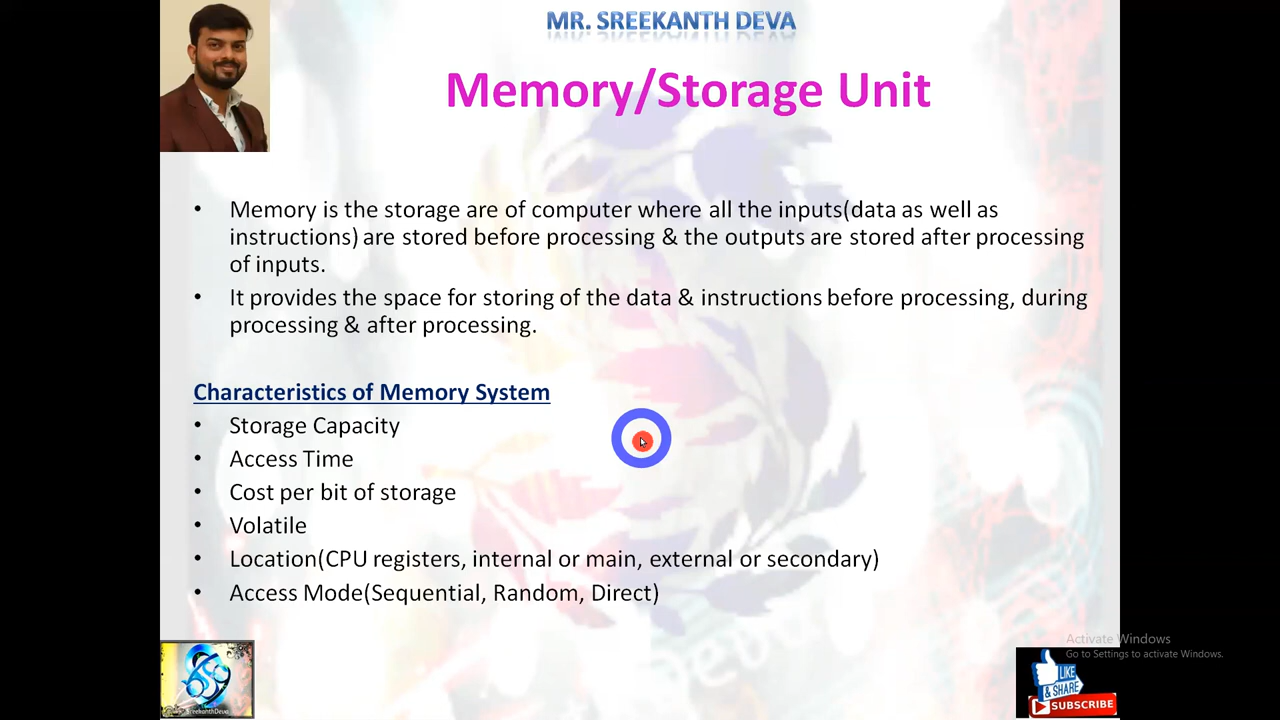 MR. SREEKANTH DEVA
Memory/Storage Unit
• Memory is the storage are of computer where all the inputs(data as well as
instructions) are stored before processing & the outputs are stored after processing
of inputs.
• It provides the space for storing of the data & instructions before processing, during
processing & after processing.
Characteristics of Memory System
• Storage Capacity
• Access Time
• Cost per bit of storage
• Volatile
• Location(CPU registers, internal or main, external or secondary)
• Access Mode(Sequential, Random, Direct)
Activate Windows
Go to Settings to activate Windows.
LIKE
& SHARE
SUBSCRIBE
SreekanthDeva